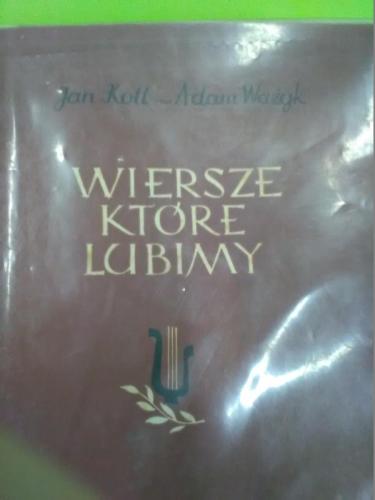 Jan Kott — Adam Ważyk
WIERSZE
KTÓRE
LUBIMY